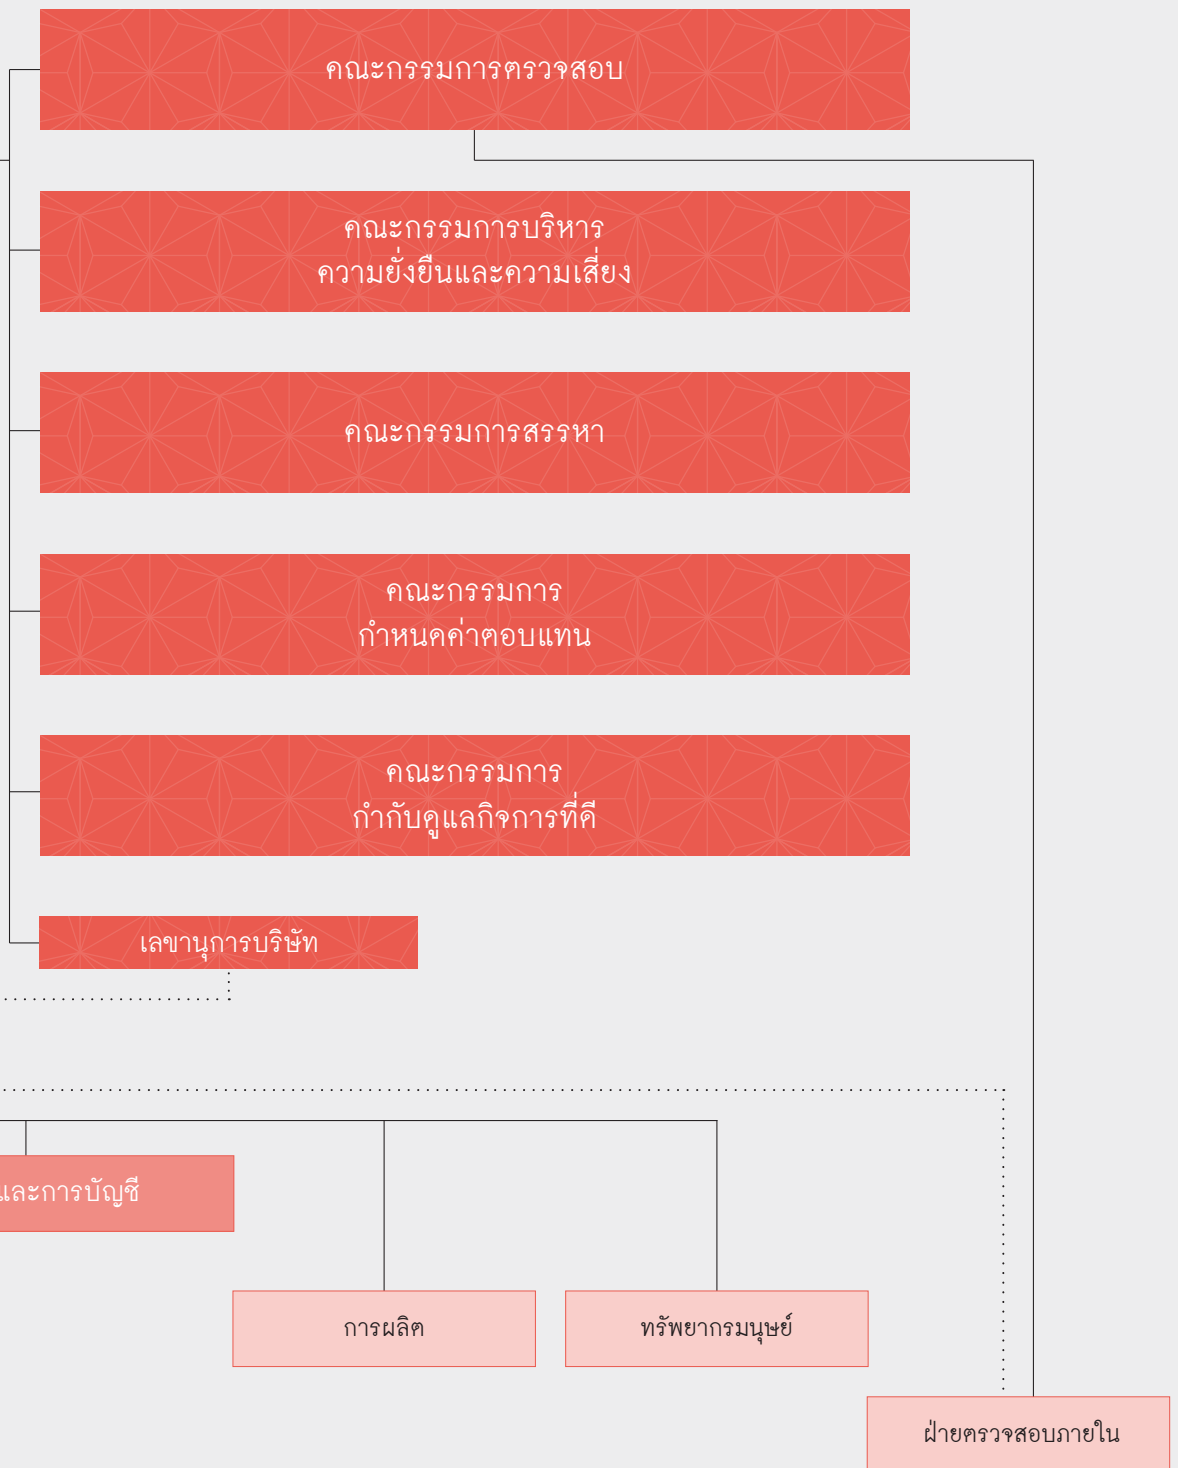 คณะกรรมการตรวจสอบ
คณะกรรมการบริหาร
ความยั่งยืนและความเสี่ยง
คณะกรรมการสรรหา
คณะกรรมการ
กำหนดค่าตอบแทน
คณะกรรมการ
กำกับดูแลกิจการที่ดี
เลขานุการบริษัท
และการบัญชี
การผลิต
ทรัพยากรมนุษย์
ฝ่ายตรวจสอบภายใน